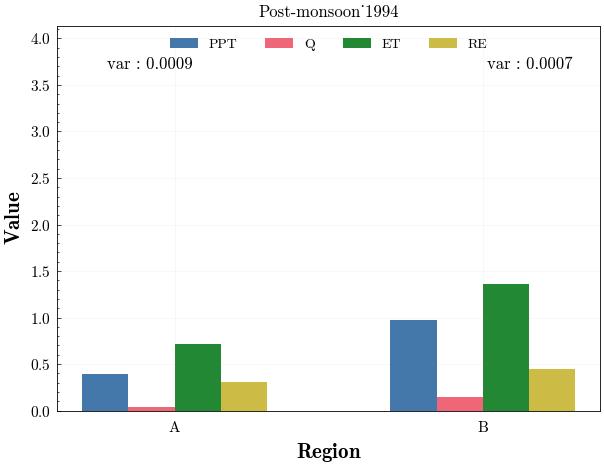 Post-monsoon˙1994
PPT Q ET RE
var : 0.0009
var : 0.0007
4.0
3.5
3.0
2.5
2.0
1.5
1.0
0.5
0.0
Value
A B
Region